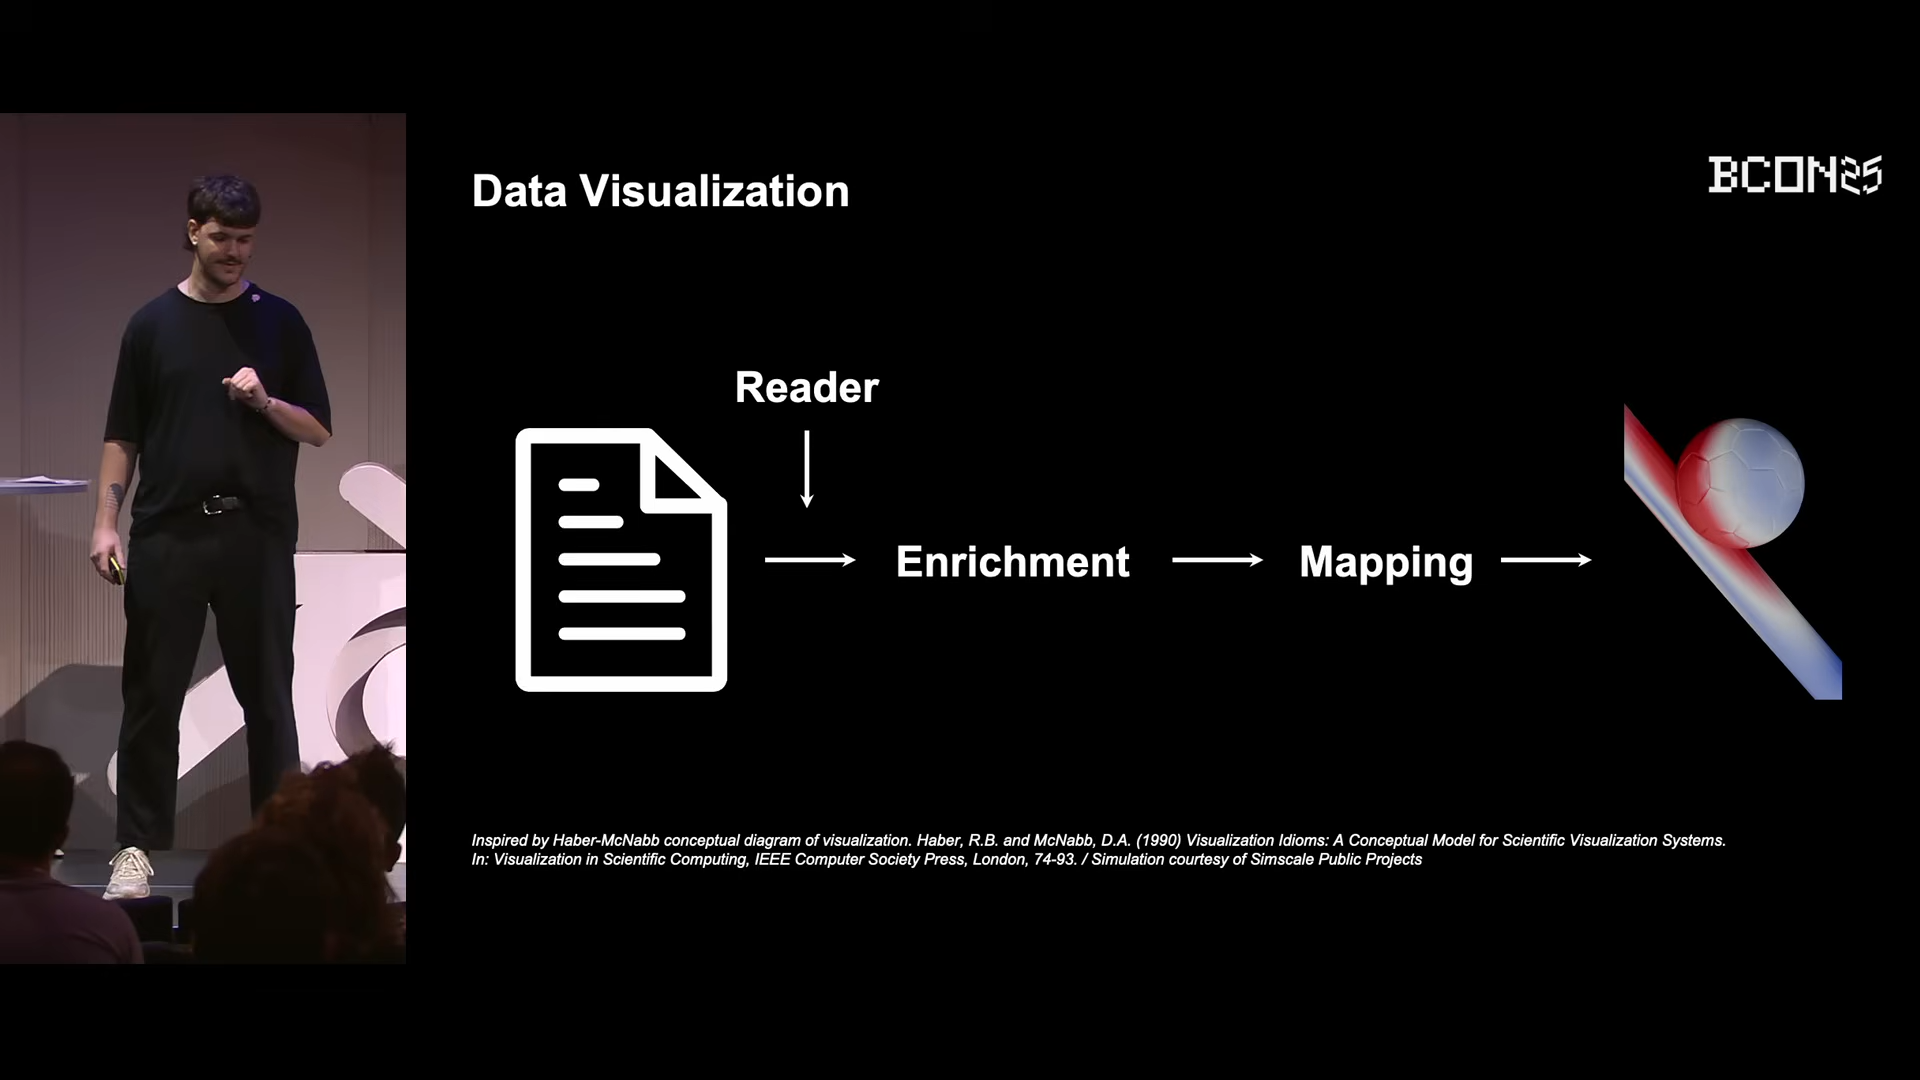 Data Visualization
BCON25
Reader
Enrichment
Mapping
Inspired by Haber-McNabb conceptual diagram of visualization. Haber, R.B. and McNabb, D.A. (1990) Visualization Idioms: A Conceptual Model for Scientific Visualization Systems.
In: Visualization in Scientific Computing, IEEE Computer Society Press, London, 74-93. / Simulation courtesy of Simscale Public Projects